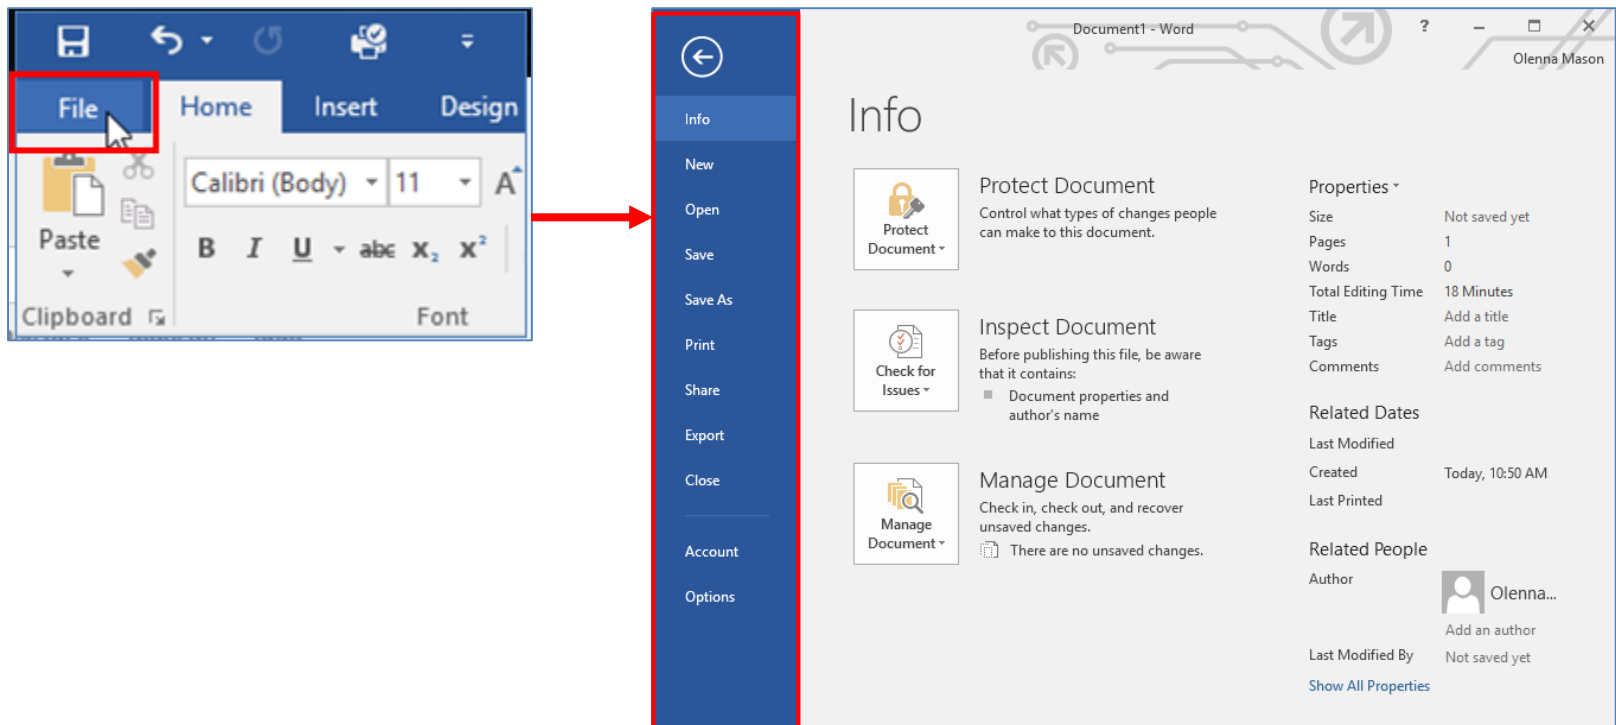 File Home Insert Design
Calibri (Body) 11 A
Paste B I U abc X₂ X²
Clipboard Font
Document1 - Word ?
Olenna Mason
Info
New
Open
Save
Save As
Print
Share
Export
Close
Account
Options
Info
Protect
Document
Protect Document
Control what types of changes people
can make to this document.
Check for
Issues
Inspect Document
Before publishing this file, be aware
that it contains:
Document properties and
author's name
Manage
Document
Manage Document
Check in, check out, and recover
unsaved changes.
There are no unsaved changes.
Properties
Size Not saved yet
Pages 1
Words 0
Total Editing Time 18 Minutes
Title Add a title
Tags Add a tag
Comments Add comments
Related Dates
Last Modified
Created Today, 10:50 AM
Last Printed
Related People
Author Olenna...
Add an author
Last Modified By Not saved yet
Show All Properties